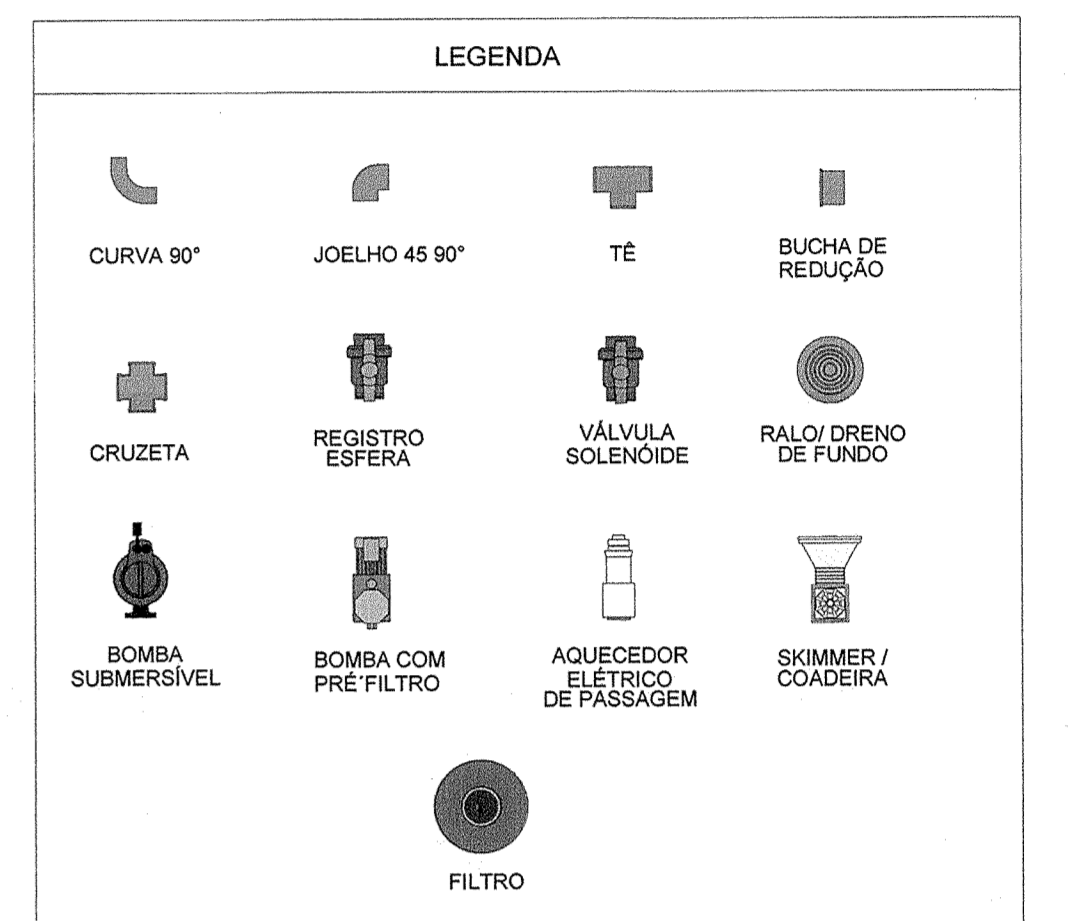 LEGENDA
CURVA 90°
JOELHO 45 90°
TÊ
BUCHA DE
REDUÇÃO
CRUZETA
REGISTRO
ESFERA
VÁLVULA
SOLENÓIDE
RALO/ DRENO
DE FUNDO
BOMBA
SUBMERSÍVEL
BOMBA COM
PRÉ´FILTRO
AQUECEDOR
ELÉTRICO
DE PASSAGEM
SKIMMER /
COADEIRA
FILTRO